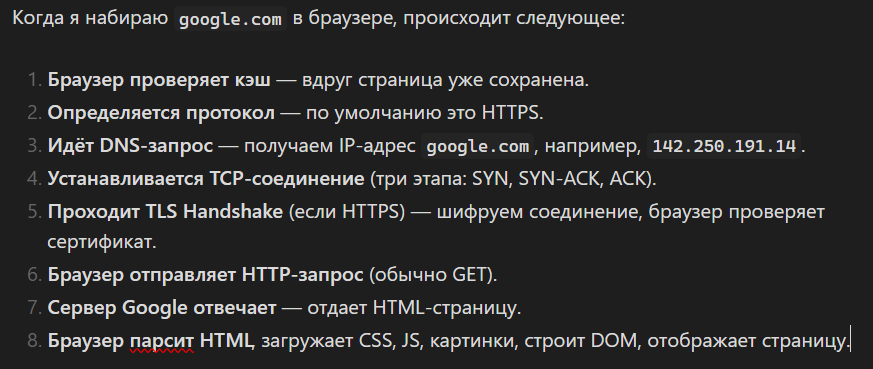 Когда я набираю google.com в браузере, происходит следующее:
1. Браузер проверяет кэш — вдруг страница уже сохранена.
2. Определяется протокол — по умолчанию это HTTPS.
3. Идёт DNS-запрос — получаем IP-адрес google.com, например, 142.250.191.14.
4. Устанавливается TCP-соединение (три этапа: SYN, SYN-ACK, ACK).
5. Проходит TLS Handshake (если HTTPS) — шифруем соединение, браузер проверяет
сертификат.
6. Браузер отправляет HTTP-запрос (обычно GET).
7. Сервер Google отвечает — отдает HTML-страницу.
8. Браузер парсит HTML, загружает CSS, JS, картинки, строит DOM, отображает страницу.